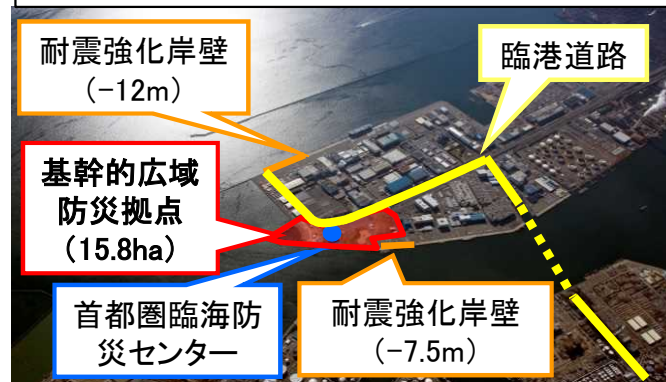 耐震強化岸壁
(-12m)
臨港道路
基幹的広域
防災拠点
(15.8ha)
首都圏臨海防
災センター
耐震強化岸壁
(-7.5m)